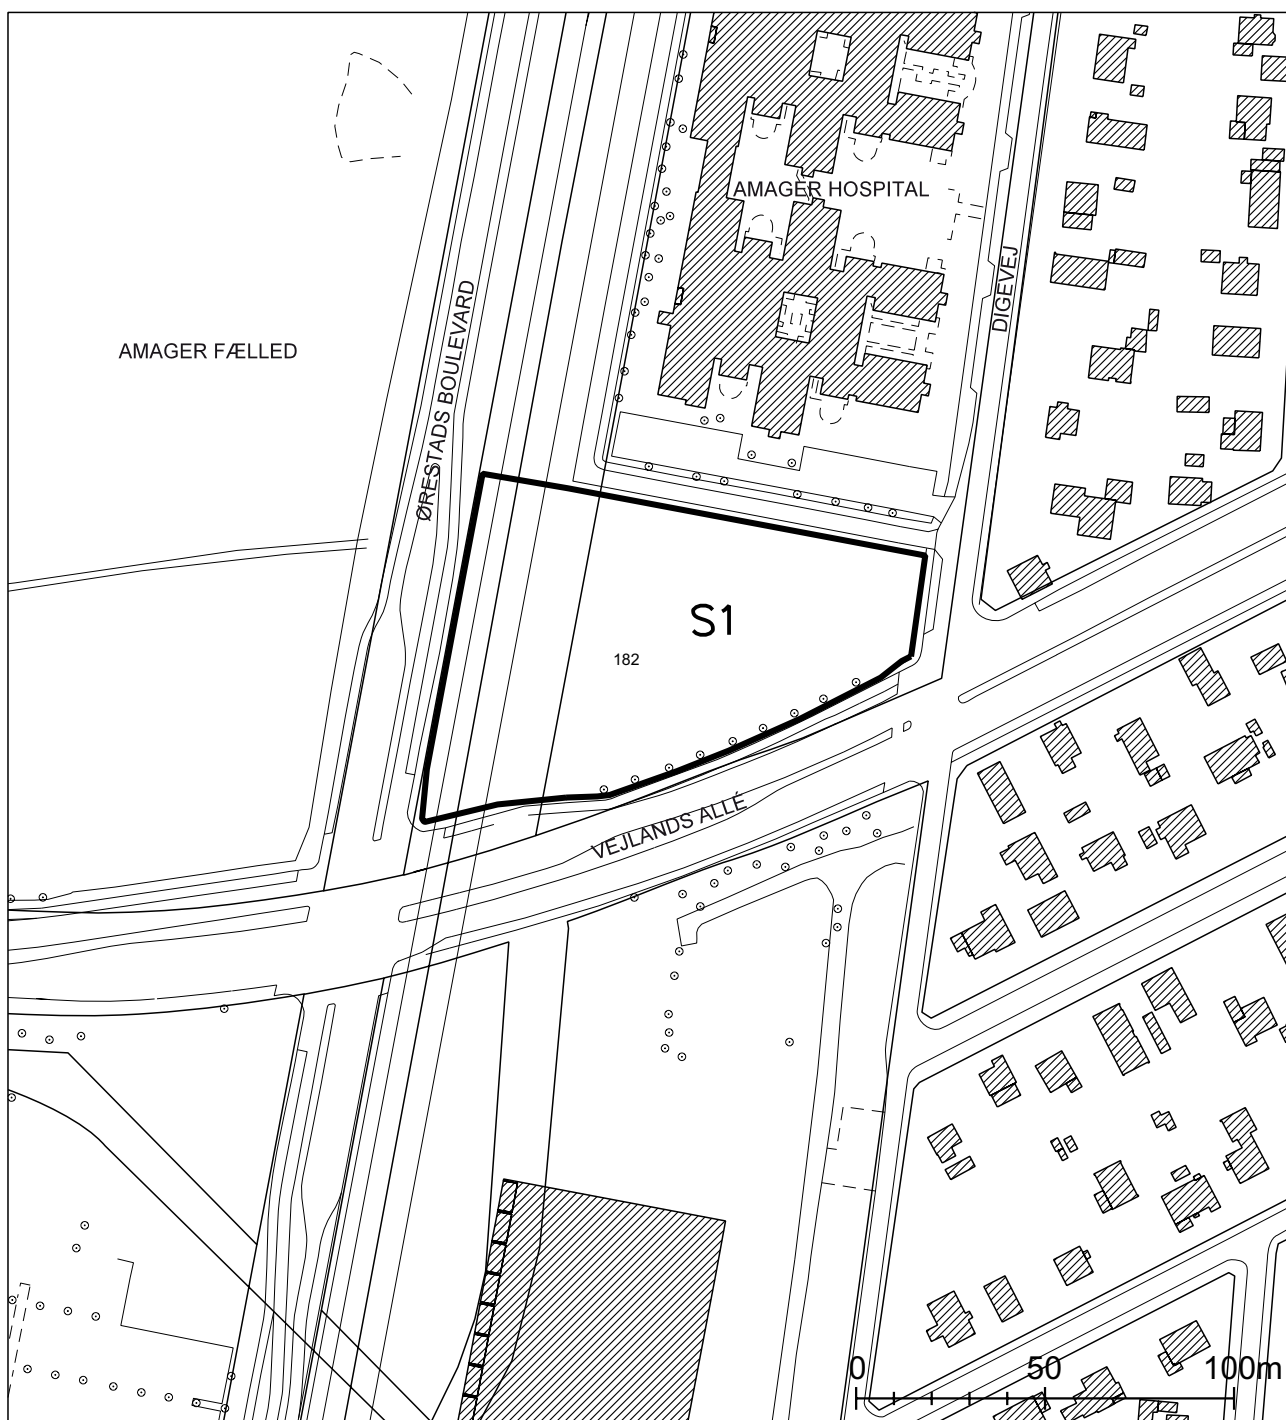 AMAGER HOSPITAL
DIGEVEJ
ØRESTADS BOULEVARD
AMAGER FÆLLED
S1
182
VEJLANDS ALLÉ
0 50 100m